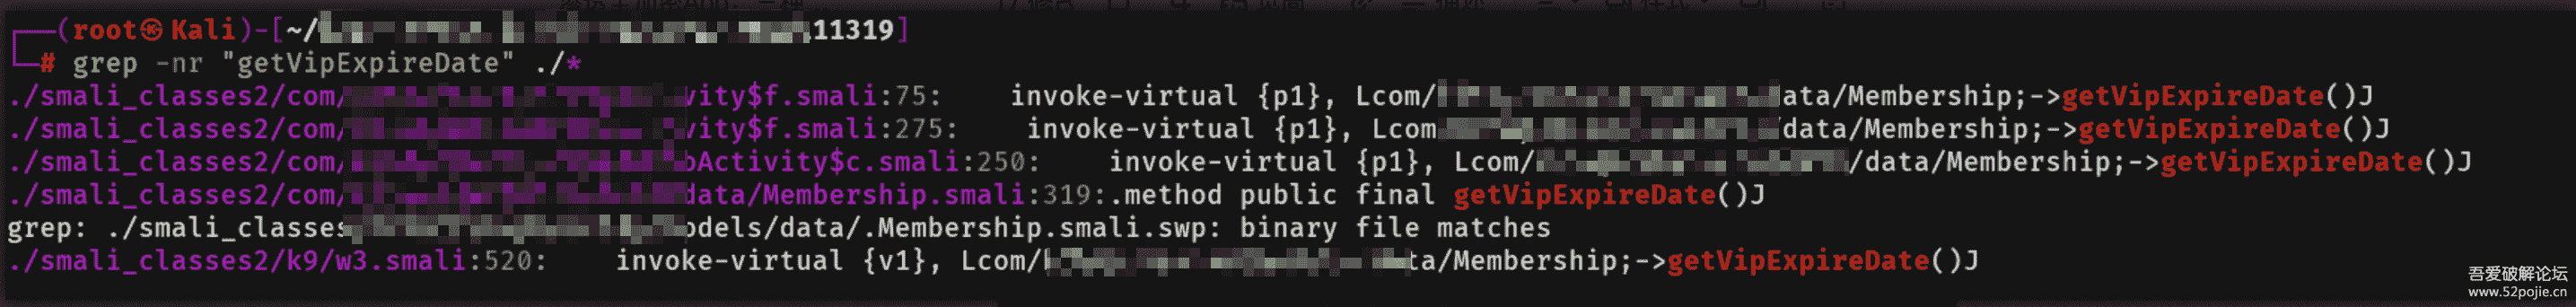 ┌──(root㉿Kali)-[~/ .11319]
└─# grep -nr "getVipExpireDate" ./*
./smali_classes2/com/ vity$f.smali:75:    invoke-virtual {p1}, Lcom/ ata/Membership;->getVipExpireDate()J
./smali_classes2/com/ vity$f.smali:275:    invoke-virtual {p1}, Lcom /data/Membership;->getVipExpireDate()J
./smali_classes2/com/ Activity$c.smali:250:    invoke-virtual {p1}, Lcom/ /data/Membership;->getVipExpireDate()J
./smali_classes2/com/ data/Membership.smali:319:.method public final getVipExpireDate()J
grep: ./smali_classes odels/data/.Membership.smali.swp: binary file matches
./smali_classes2/k9/w3.smali:520:    invoke-virtual {v1}, Lcom/ ta/Membership;->getVipExpireDate()J
吾爱破解论坛
www.52pojie.cn